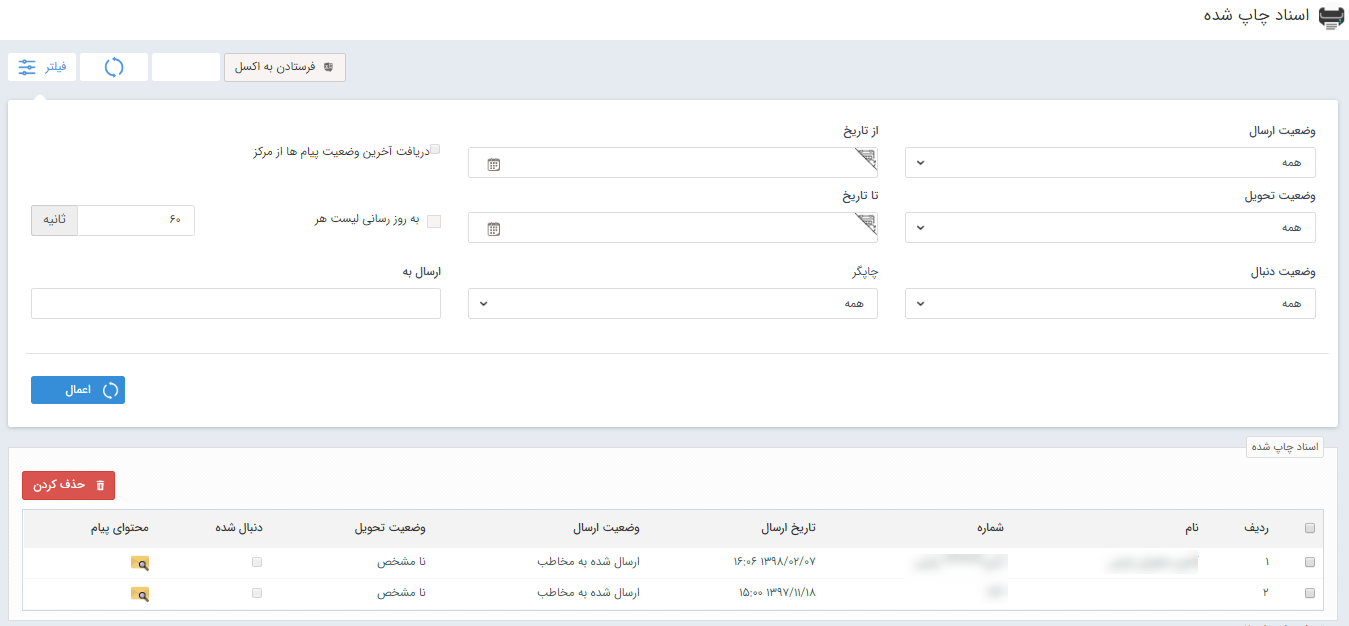 اسناد چاپ شده
فرستادن به اکسل
فیلتر
وضعیت ارسال
همه
از تاریخ
دریافت آخرین وضعیت پیام ها از مرکز
وضعیت تحویل
همه
تا تاریخ
به روز رسانی لیست هر
۶۰
ثانیه
وضعیت دنبال
همه
چاپگر
همه
ارسال به
اعمال
اسناد چاپ شده
حذف کردن
ردیف نام شماره تاریخ ارسال وضعیت ارسال وضعیت تحویل دنبال شده محتوای پیام
۱ ۱۳۹۸/۰۲/۰۷ ۱۶:۰۶ ارسال شده به مخاطب نا مشخص
۲ ۱۳۹۷/۱۱/۱۸ ۱۵:۰۰ ارسال شده به مخاطب نا مشخص